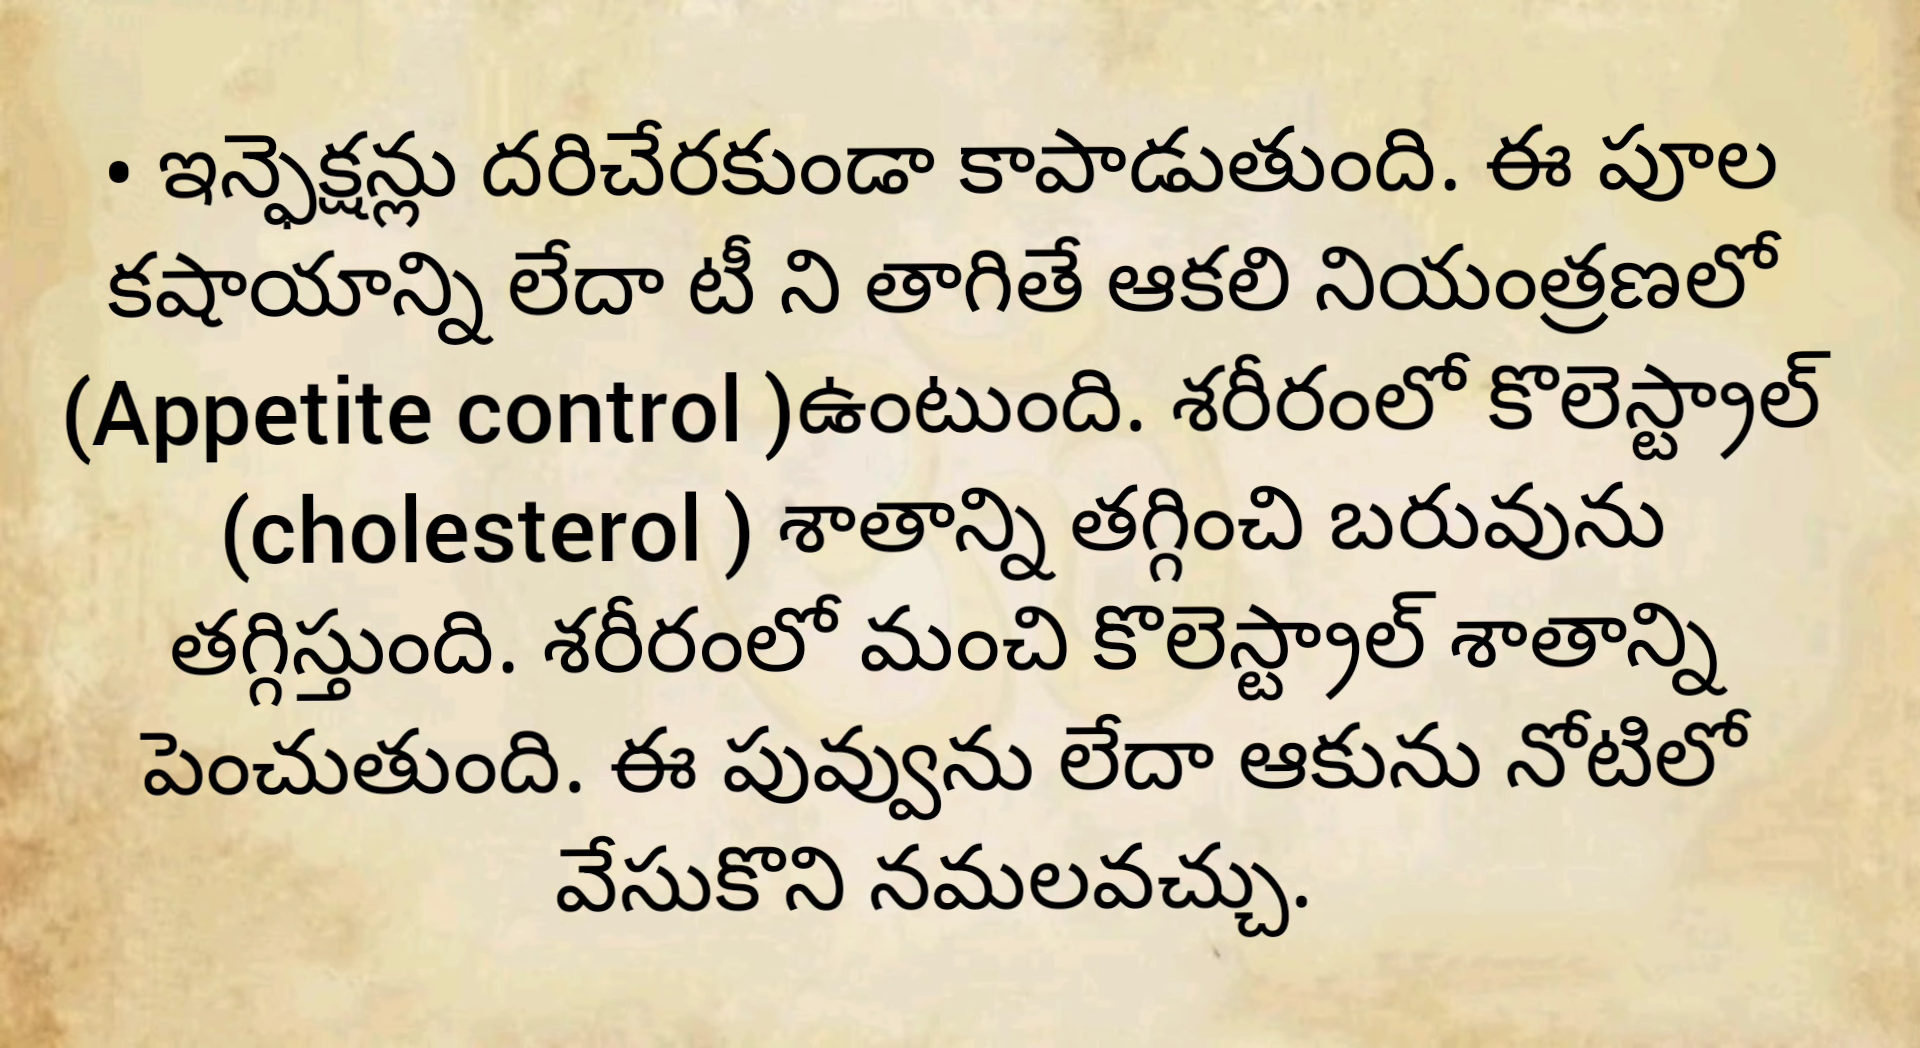 • ఇన్ఫెక్షన్లు దరిచేరకుండా కాపాడుతుంది. ఈ పూల
కషాయాన్ని లేదా టీ ని తాగితే ఆకలి నియంత్రణలో
(Appetite control )ఉంటుంది. శరీరంలో కొలెస్ట్రాల్
(cholesterol ) శాతాన్ని తగ్గించి బరువును
తగ్గిస్తుంది. శరీరంలో మంచి కొలెస్ట్రాల్ శాతాన్ని
పెంచుతుంది. ఈ పువ్వును లేదా ఆకును నోటిలో
వేసుకొని నమలవచ్చు.